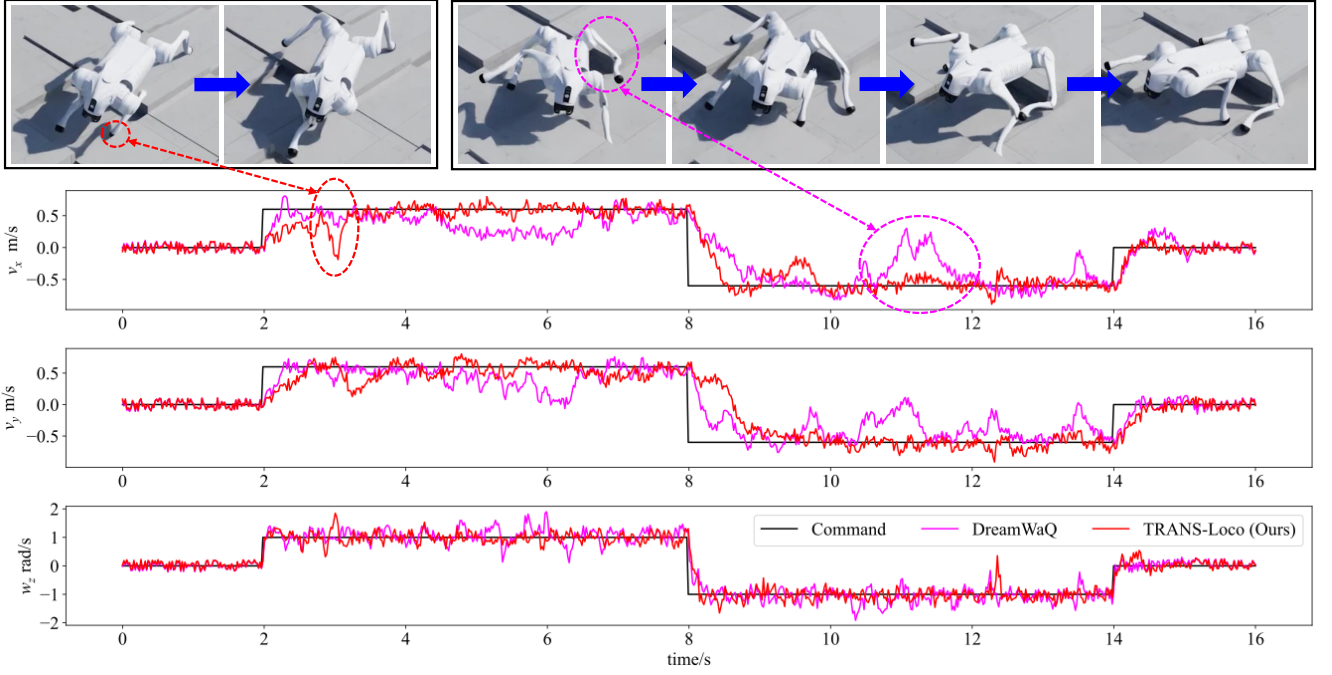 0.5
0.0
−0.5
v_x m/s
0 2 4 6 8 10 12 14 16
0.5
0.0
−0.5
v_y m/s
0 2 4 6 8 10 12 14 16
2
1
0
−1
−2
w_z rad/s
Command DreamWaQ TRANS-Loco (Ours)
0 2 4 6 8 10 12 14 16
time/s